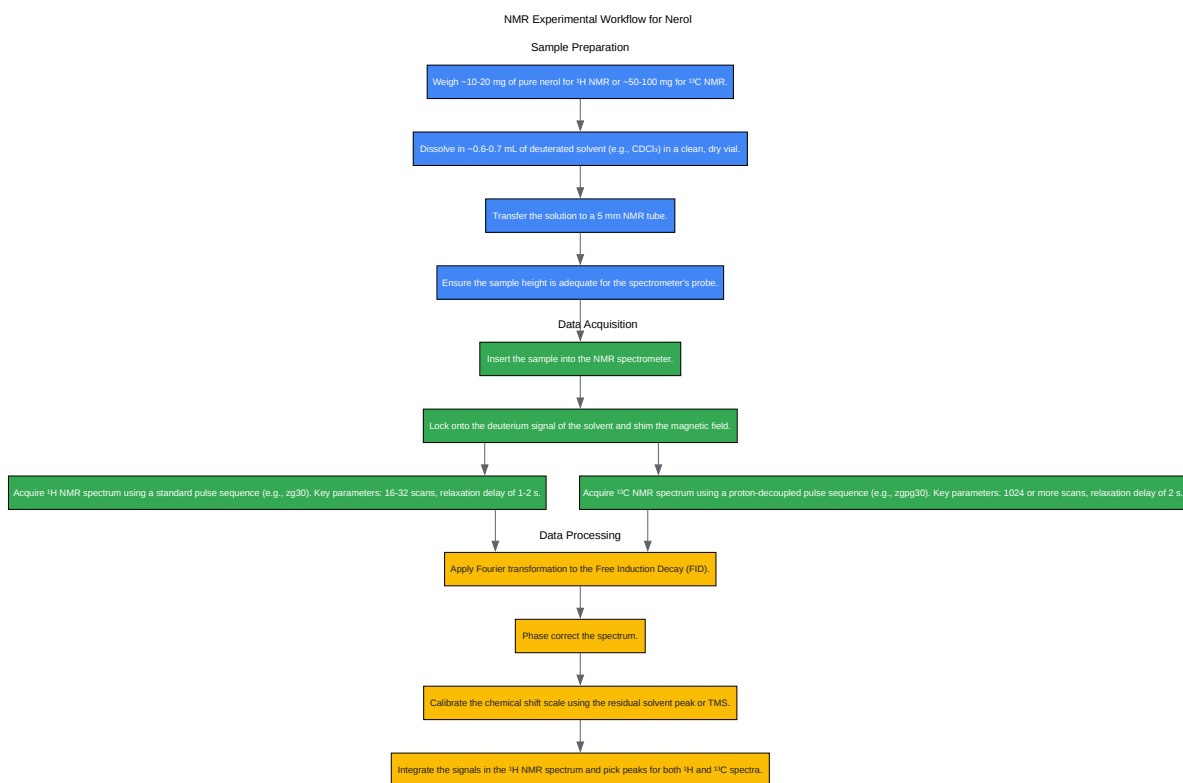 NMR Experimental Workflow for Nerol
Sample Preparation
Weigh ~10-20 mg of pure nerol for ¹H NMR or ~50-100 mg for ¹³C NMR.
Dissolve in ~0.6-0.7 mL of deuterated solvent (e.g., CDCl₃) in a clean, dry vial.
Transfer the solution to a 5 mm NMR tube.
Ensure the sample height is adequate for the spectrometer's probe.
Data Acquisition
Insert the sample into the NMR spectrometer.
Lock onto the deuterium signal of the solvent and shim the magnetic field.
Acquire ¹H NMR spectrum using a standard pulse sequence (e.g., zg30). Key parameters: 16-32 scans, relaxation delay of 1-2 s.
Acquire ¹³C NMR spectrum using a proton-decoupled pulse sequence (e.g., zgpg30). Key parameters: 1024 or more scans, relaxation delay of 2 s.
Data Processing
Apply Fourier transformation to the Free Induction Decay (FID).
Phase correct the spectrum.
Calibrate the chemical shift scale using the residual solvent peak or TMS.
Integrate the signals in the ¹H NMR spectrum and pick peaks for both ¹H and ¹³C spectra.